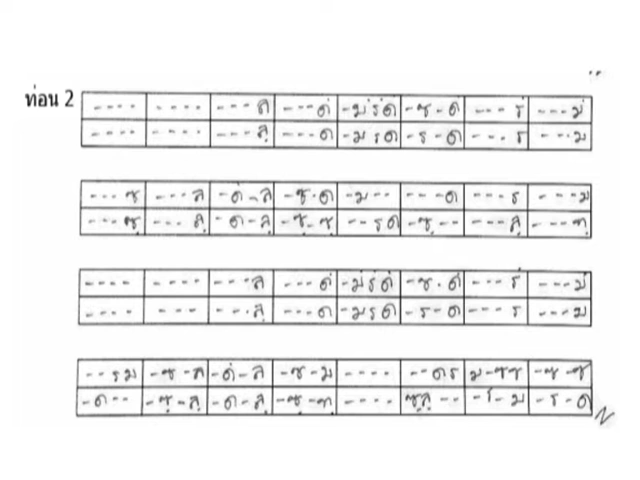 ท่อน 2
- - - - | - - - - | - - - ล | - - - ดํ | - มํ รํ ดํ | - ซ - ดํ | - - - รํ | - - - มํ
- - - - | - - - - | - - - ลฺ | - - - ด | - ม ร ด | - ร - ด | - - - ร | - - - ม
- - - ซ | - - - ล | - ดํ - ล | - ซ - ด | - ม - - | - - - ด | - - - ร | - - - ม
- - - ซฺ | - - - ลฺ | - ด - ลฺ | - ซฺ - ซฺ | - - ร ด | - ซฺ - - | - - - ลฺ | - - - ทฺ
- - - - | - - - - | - - - ล | - - - ดํ | - มํ รํ ดํ | - ซ - ดํ | - - - รํ | - - - มํ
- - - - | - - - | - - - ลฺ | - - - ด | - ม ร ด | - ร - ด | - - - ร | - - - ม
- - ร ม | - ซ - ล | - ดํ - ล | - ซ - ม | - - - - | - - ด ร | ม - ซ ซ | - ซ - ซ
- ด - - | - ซฺ - ลฺ | - ด - ลฺ | - ซฺ - ทฺ | - - - - | ซฺ ลฺ - - | - ร - ม | - ร - ด